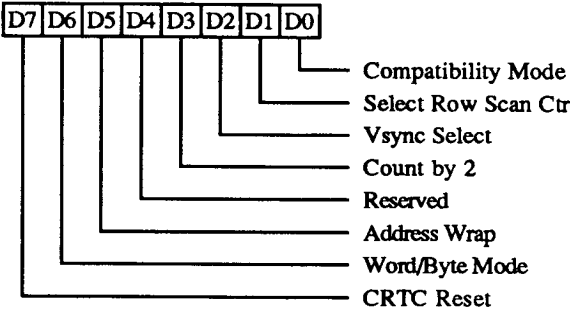 D7 D6 D5 D4 D3 D2 D1 D0
Compatibility Mode
Select Row Scan Ctr
Vsync Select
Count by 2
Reserved
Address Wrap
Word/Byte Mode
CRTC Reset